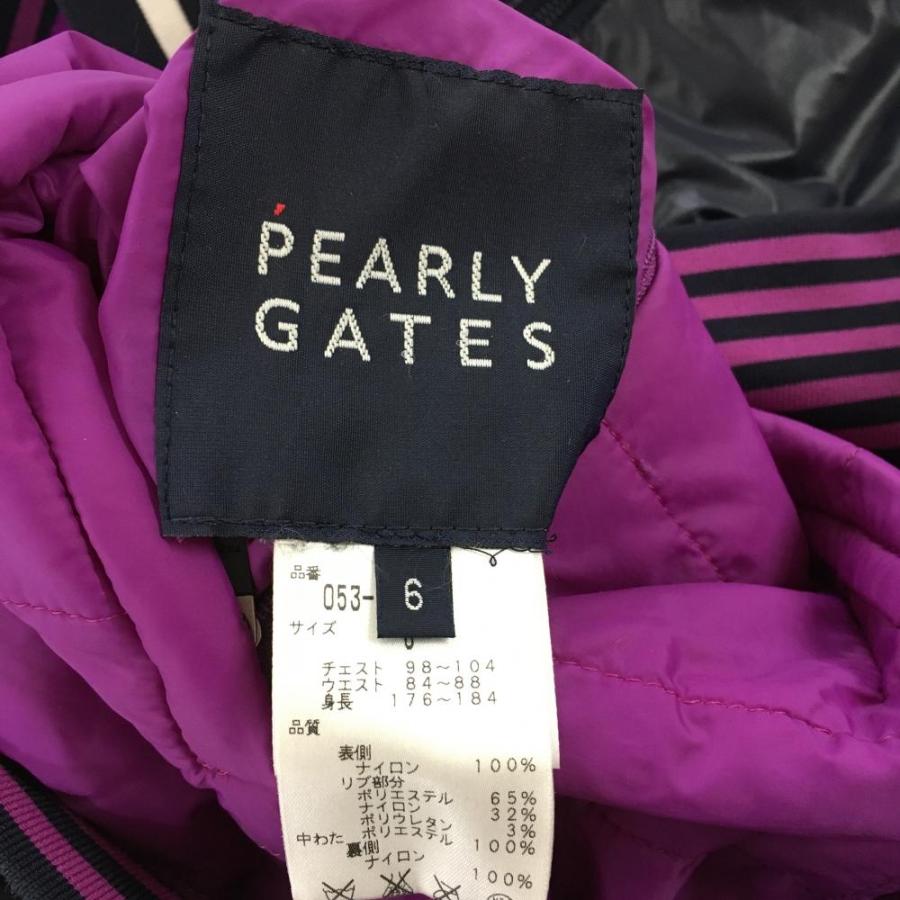 PEARLY
GATES
品番
053-
6
サイズ
チェスト 98～104
ウエスト 84～88
身長 176～184
品質
表側
ナイロン 100%
リブ部分
ポリエステル 65%
ナイロン 32%
ポリウレタン 3%
中わた ポリエステル 100%
裏側
ナイロン 100%